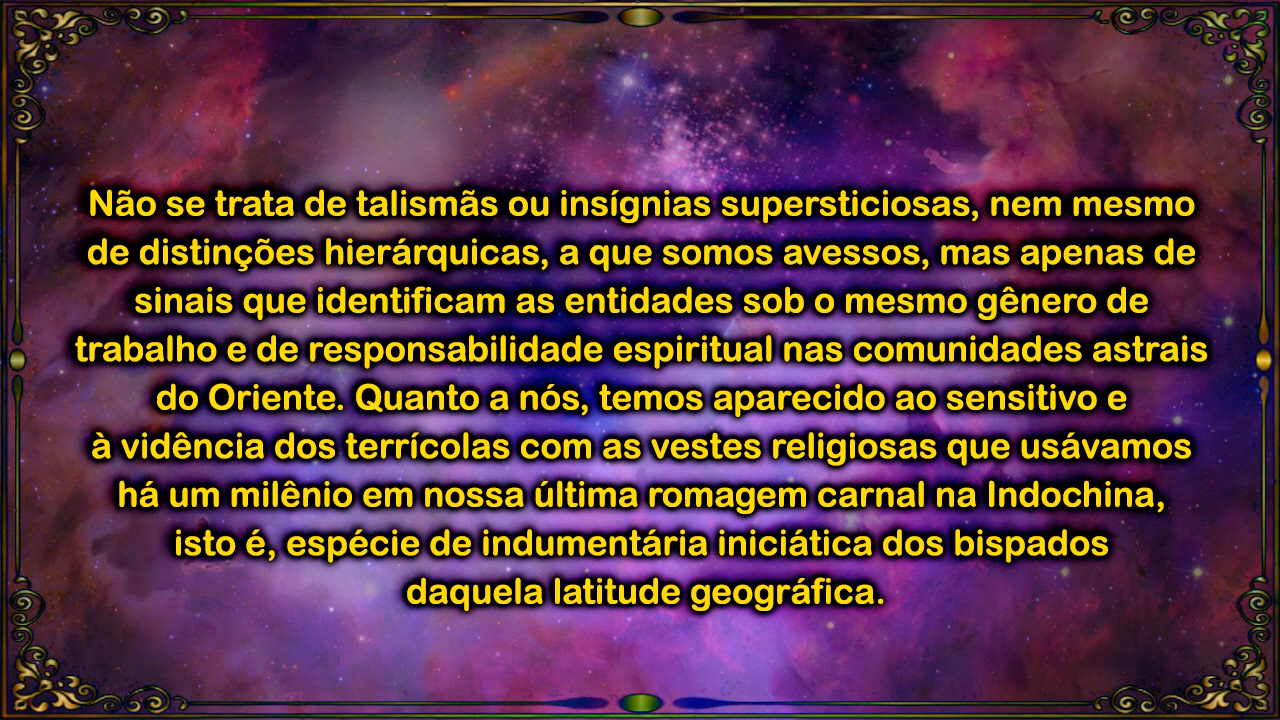 Não se trata de talismãs ou insígnias supersticiosas, nem mesmo
de distinções hierárquicas, a que somos avessos, mas apenas de
sinais que identificam as entidades sob o mesmo gênero de
trabalho e de responsabilidade espiritual nas comunidades astrais
do Oriente. Quanto a nós, temos aparecido ao sensitivo e
à vidência dos terrícolas com as vestes religiosas que usávamos
há um milênio em nossa última romagem carnal na Indochina,
isto é, espécie de indumentária iniciática dos bispados
daquela latitude geográfica.